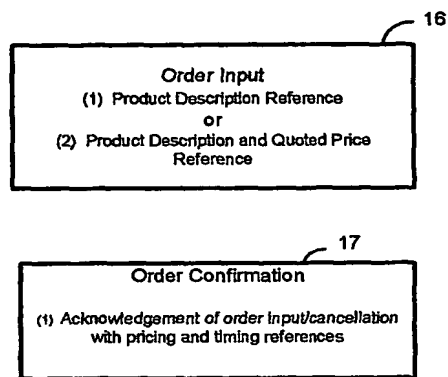 16
Order Input
(1) Product Description Reference
or
(2) Product Description and Quoted Price
Reference
17
Order Confirmation
(1) Acknowledgement of order input/cancellation
with pricing and timing references